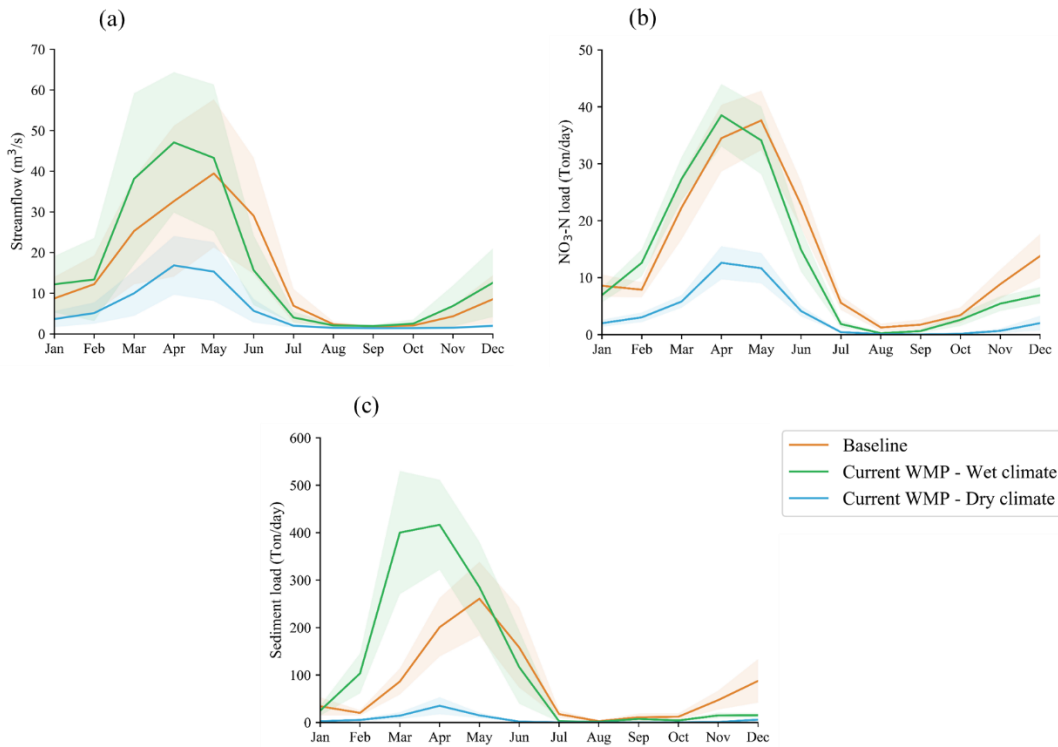 (a)
70
60
50
40
30
20
10
0
Streamflow (m³/s)
Jan Feb Mar Apr May Jun Jul Aug Sep Oct Nov Dec
(b)
50
40
30
20
10
0
NO₃-N load (Ton/day)
Jan Feb Mar Apr May Jun Jul Aug Sep Oct Nov Dec
(c)
600
500
400
300
200
100
0
Sediment load (Ton/day)
Jan Feb Mar Apr May Jun Jul Aug Sep Oct Nov Dec
Baseline
Current WMP - Wet climate
Current WMP - Dry climate